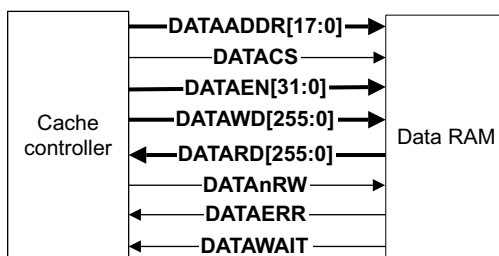 DATAADDR[17:0]
DATACS
DATAEN[31:0]
DATAWD[255:0]
Cache
controller
Data RAM
DATARD[255:0]
DATAnRW
DATAERR
DATAWAIT